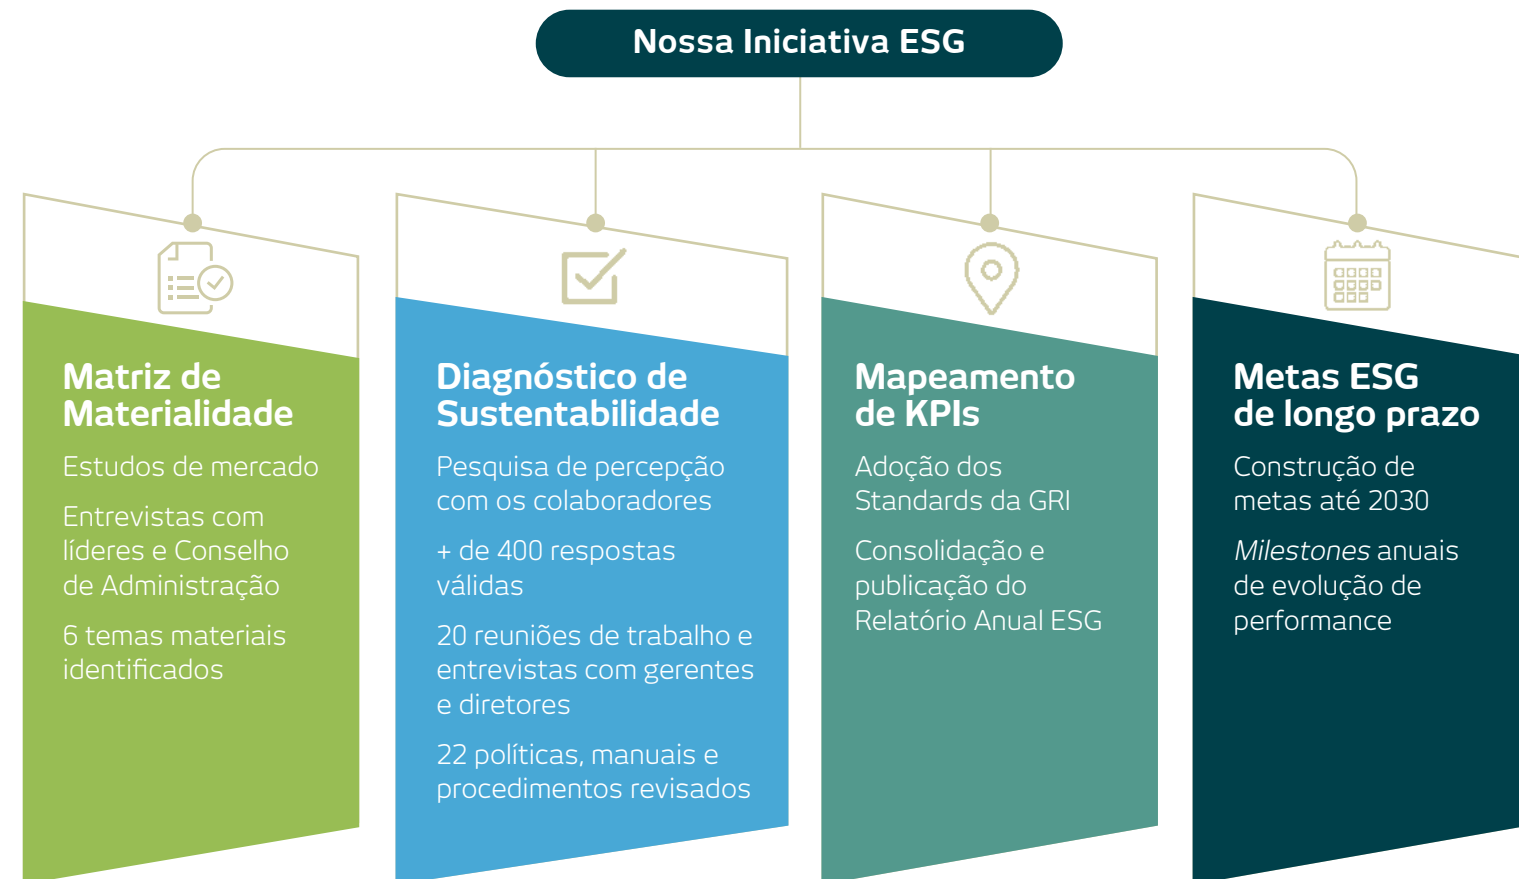 Nossa Iniciativa ESG
Matriz de
Materialidade
Estudos de mercado
Entrevistas com
líderes e Conselho
de Administração
6 temas materiais
identificados
Diagnóstico de
Sustentabilidade
Pesquisa de percepção
com os colaboradores
+ de 400 respostas
válidas
20 reuniões de trabalho e
entrevistas com gerentes
e diretores
22 políticas, manuais e
procedimentos revisados
Mapeamento
de KPIs
Adoção dos
Standards da GRI
Consolidação e
publicação do
Relatório Anual ESG
Metas ESG
de longo prazo
Construção de
metas até 2030
Milestones anuais
de evolução de
performance